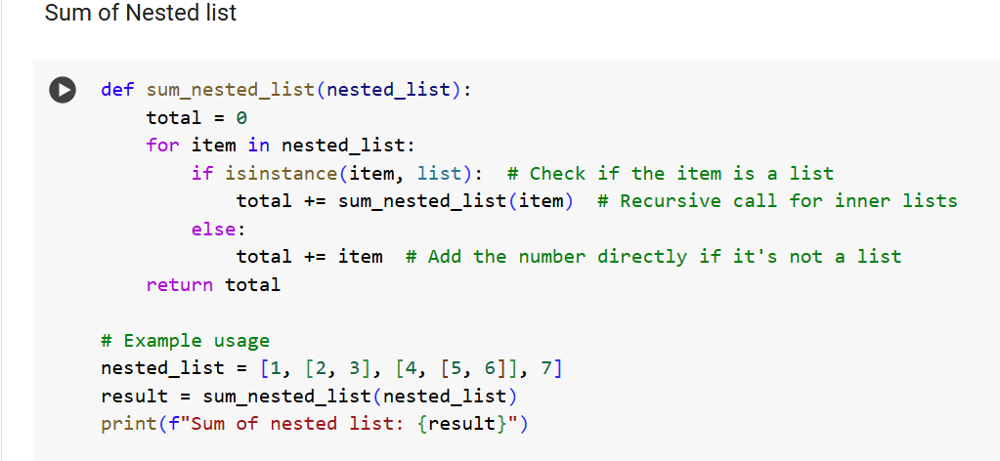 Sum of Nested list
def sum_nested_list(nested_list):
    total = 0
    for item in nested_list:
        if isinstance(item, list):  # Check if the item is a list
            total += sum_nested_list(item)  # Recursive call for inner lists
        else:
            total += item  # Add the number directly if it's not a list
    return total
# Example usage
nested_list = [1, [2, 3], [4, [5, 6]], 7]
result = sum_nested_list(nested_list)
print(f"Sum of nested list: {result}")